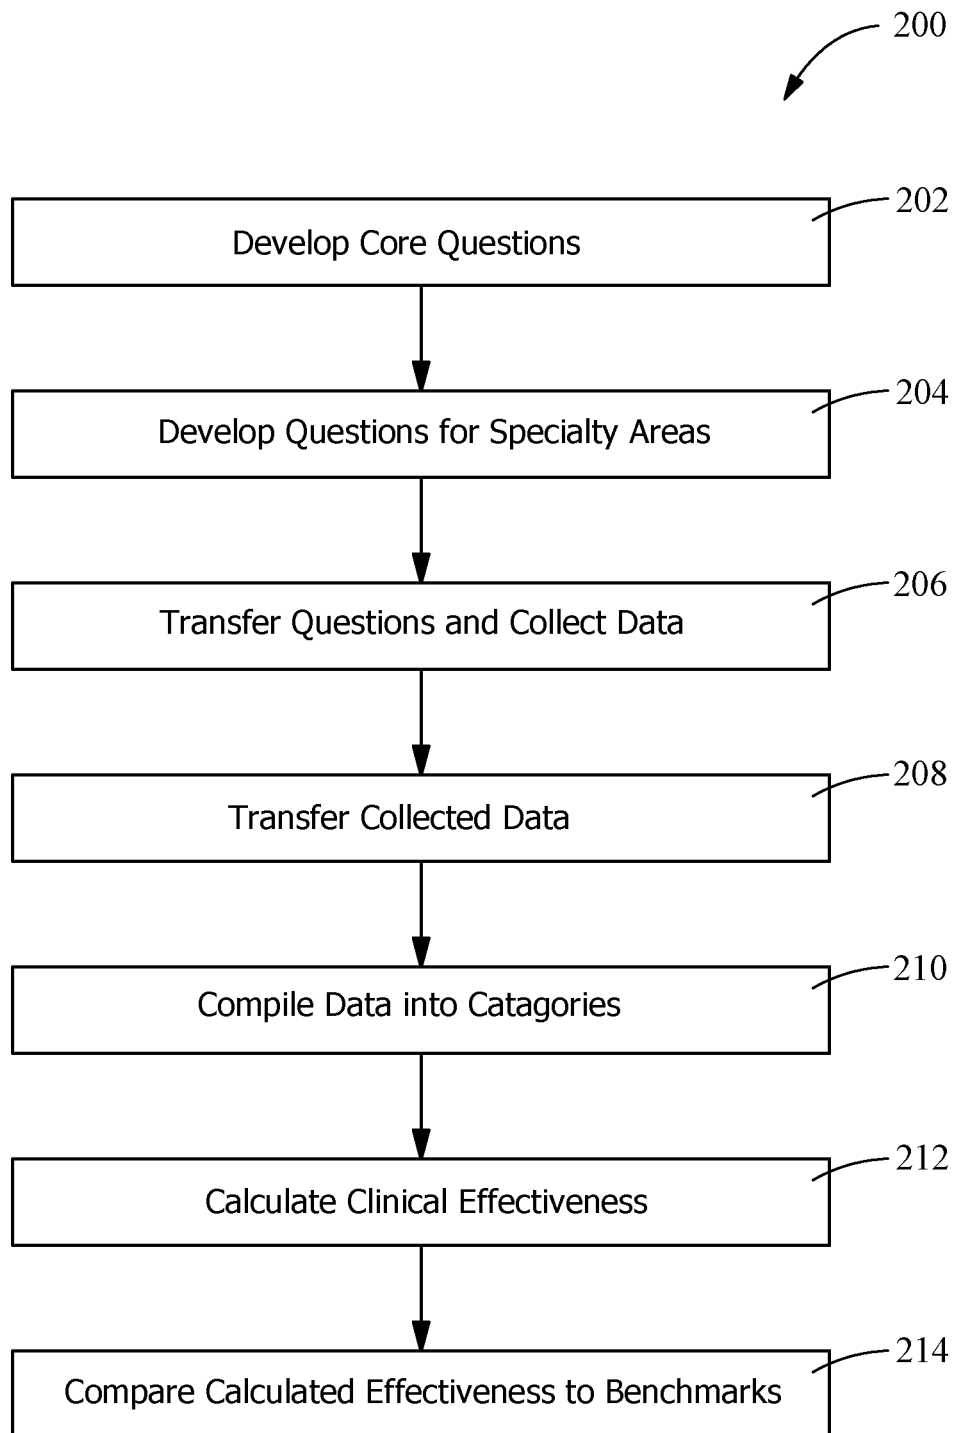 200
202
Develop Core Questions
204
Develop Questions for Specialty Areas
206
Transfer Questions and Collect Data
208
Transfer Collected Data
210
Compile Data into Catagories
212
Calculate Clinical Effectiveness
214
Compare Calculated Effectiveness to Benchmarks